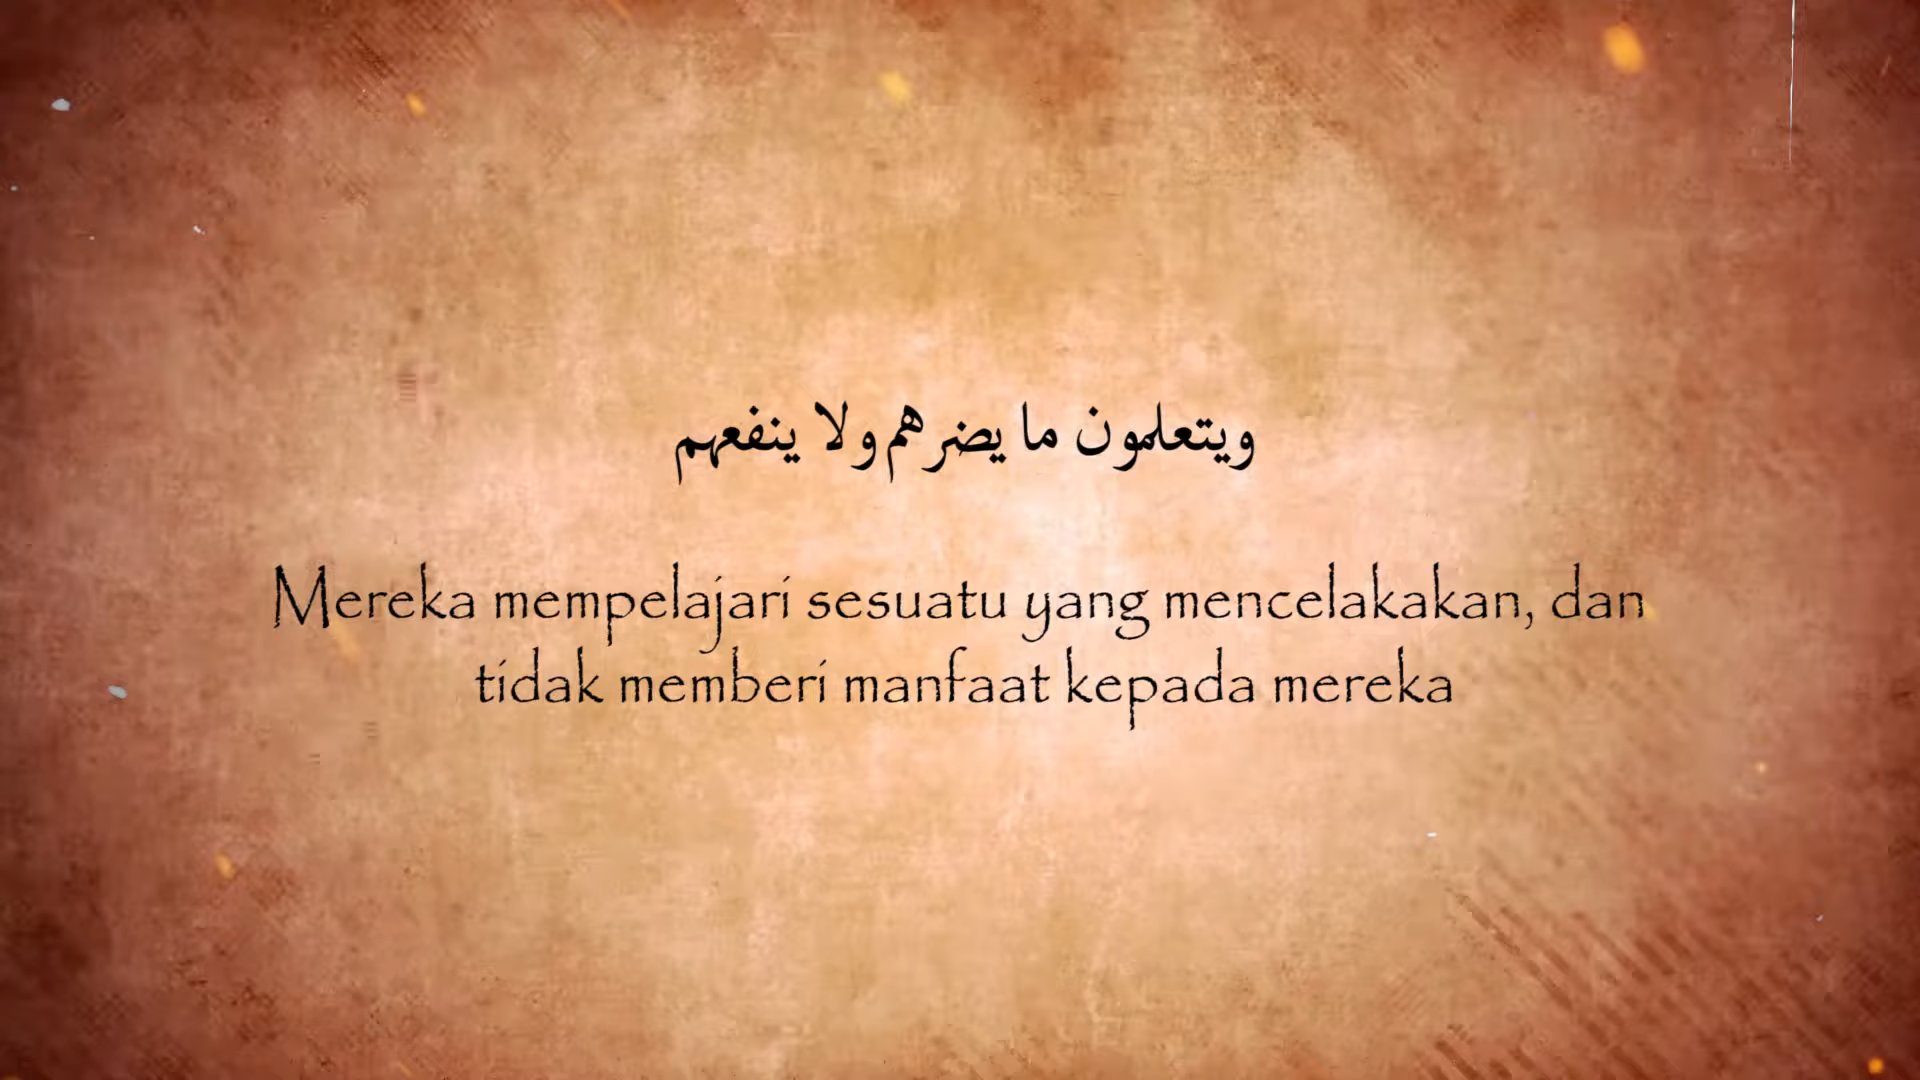 ويتعلمون ما يضرهم ولا ينفعهم
Mereka mempelajari sesuatu yang mencelakakan, dan
tidak memberi manfaat kepada mereka